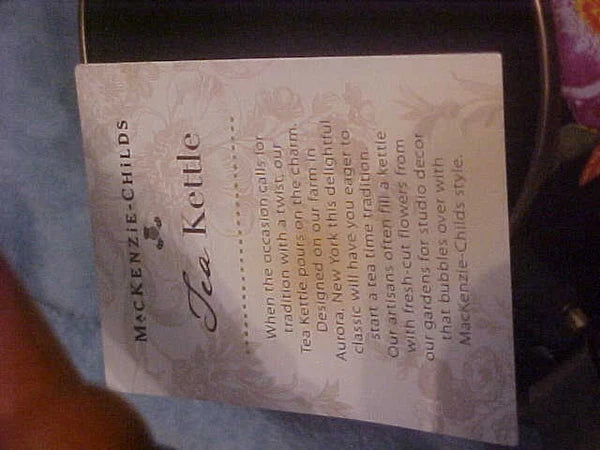 MacKenzie-Childs
Tea Kettle
When the occasion calls for
tradition with a twist, our
Tea Kettle pours on the charm.
Designed on our farm in
Aurora, New York this delightful
classic will have you eager to
start a tea time tradition.
Our artisans often fill a kettle
with fresh-cut flowers from
our gardens for studio decor
that bubbles over with
MacKenzie-Childs style.